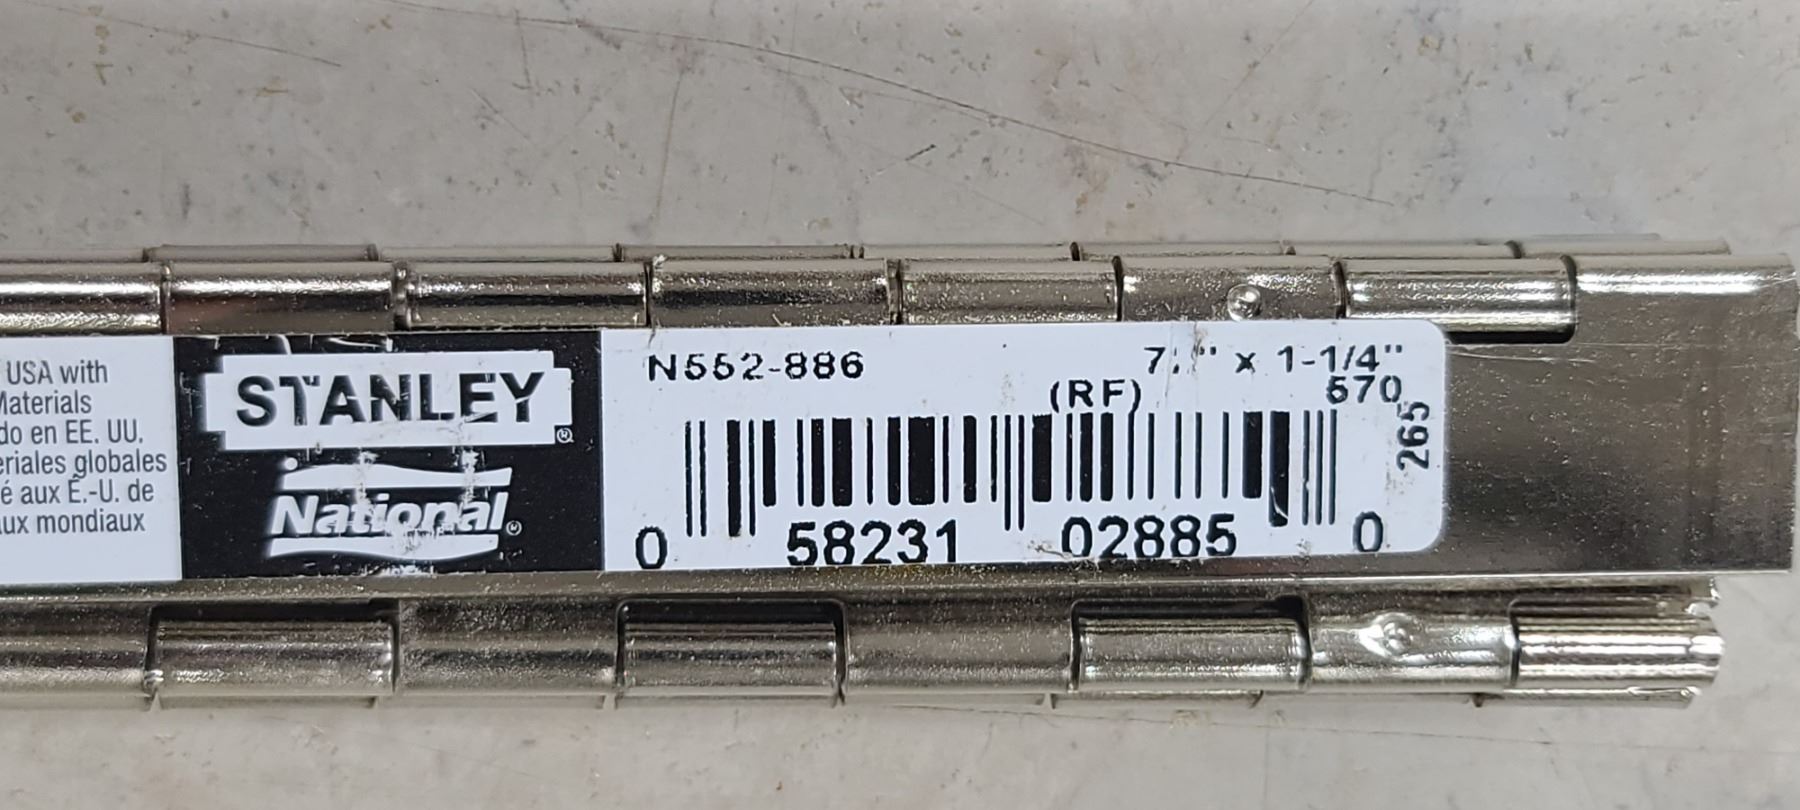 USA with
Materials
do en EE. UU.
eriales globales
é aux É.-U. de
aux mondiaux
STANLEY®
National®
N552-886
x 1-1/4"
(RF)
570
265
0 58231 02885 0